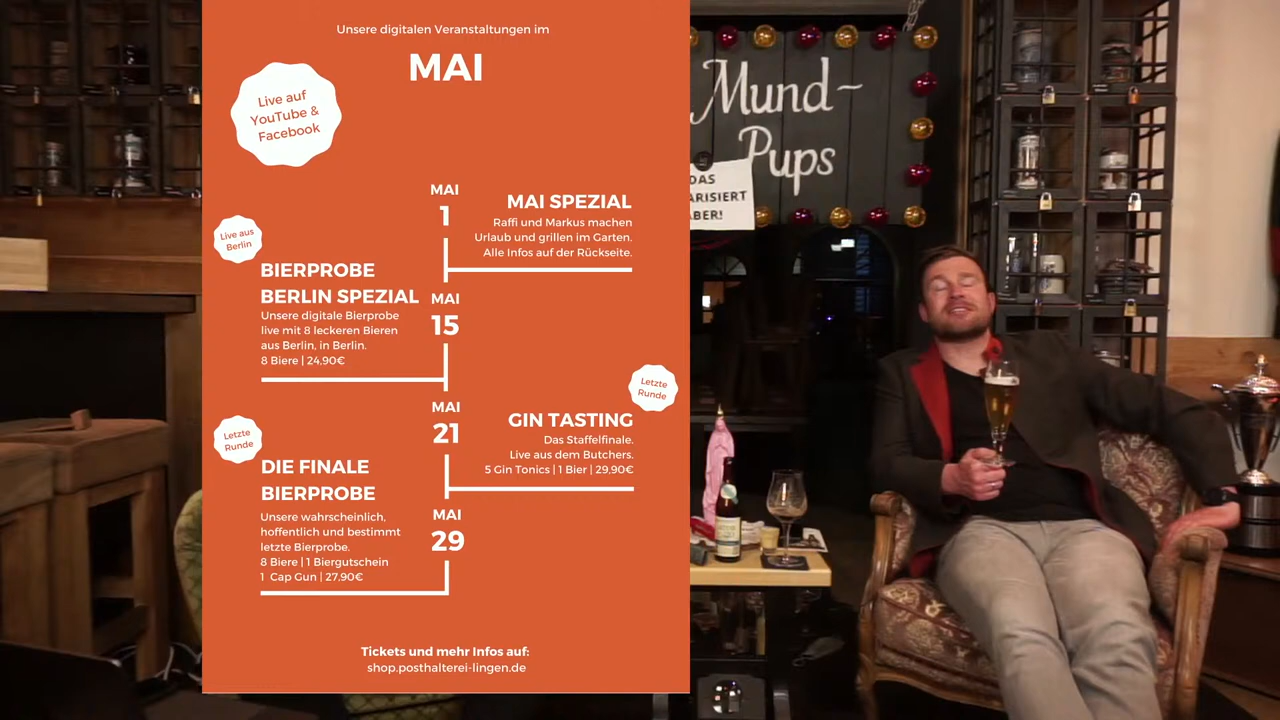 Unsere digitalen Veranstaltungen im
MAI
Live auf
YouTube &
Facebook
MAI
1
MAI SPEZIAL
Raffi und Markus machen
Urlaub und grillen im Garten.
Alle Infos auf der Rückseite.
Live aus
Berlin
BIERPROBE
BERLIN SPEZIAL
Unsere digitale Bierprobe
live mit 8 leckeren Bieren
aus Berlin, in Berlin.
8 Biere | 24,90€
MAI
15
Letzte
Runde
MAI
21
GIN TASTING
Das Staffelfinale.
Live aus dem Butchers.
5 Gin Tonics | 1 Bier | 29,90€
Letzte
Runde
DIE FINALE
BIERPROBE
Unsere wahrscheinlich,
hoffentlich und bestimmt
letzte Bierprobe.
8 Biere | 1 Biergutschein
1 Cap Gun | 27,90€
MAI
29
Tickets und mehr Infos auf:
shop.posthalterei-lingen.de
Mund~
Pups
DAS
ARISIERT
ABER!